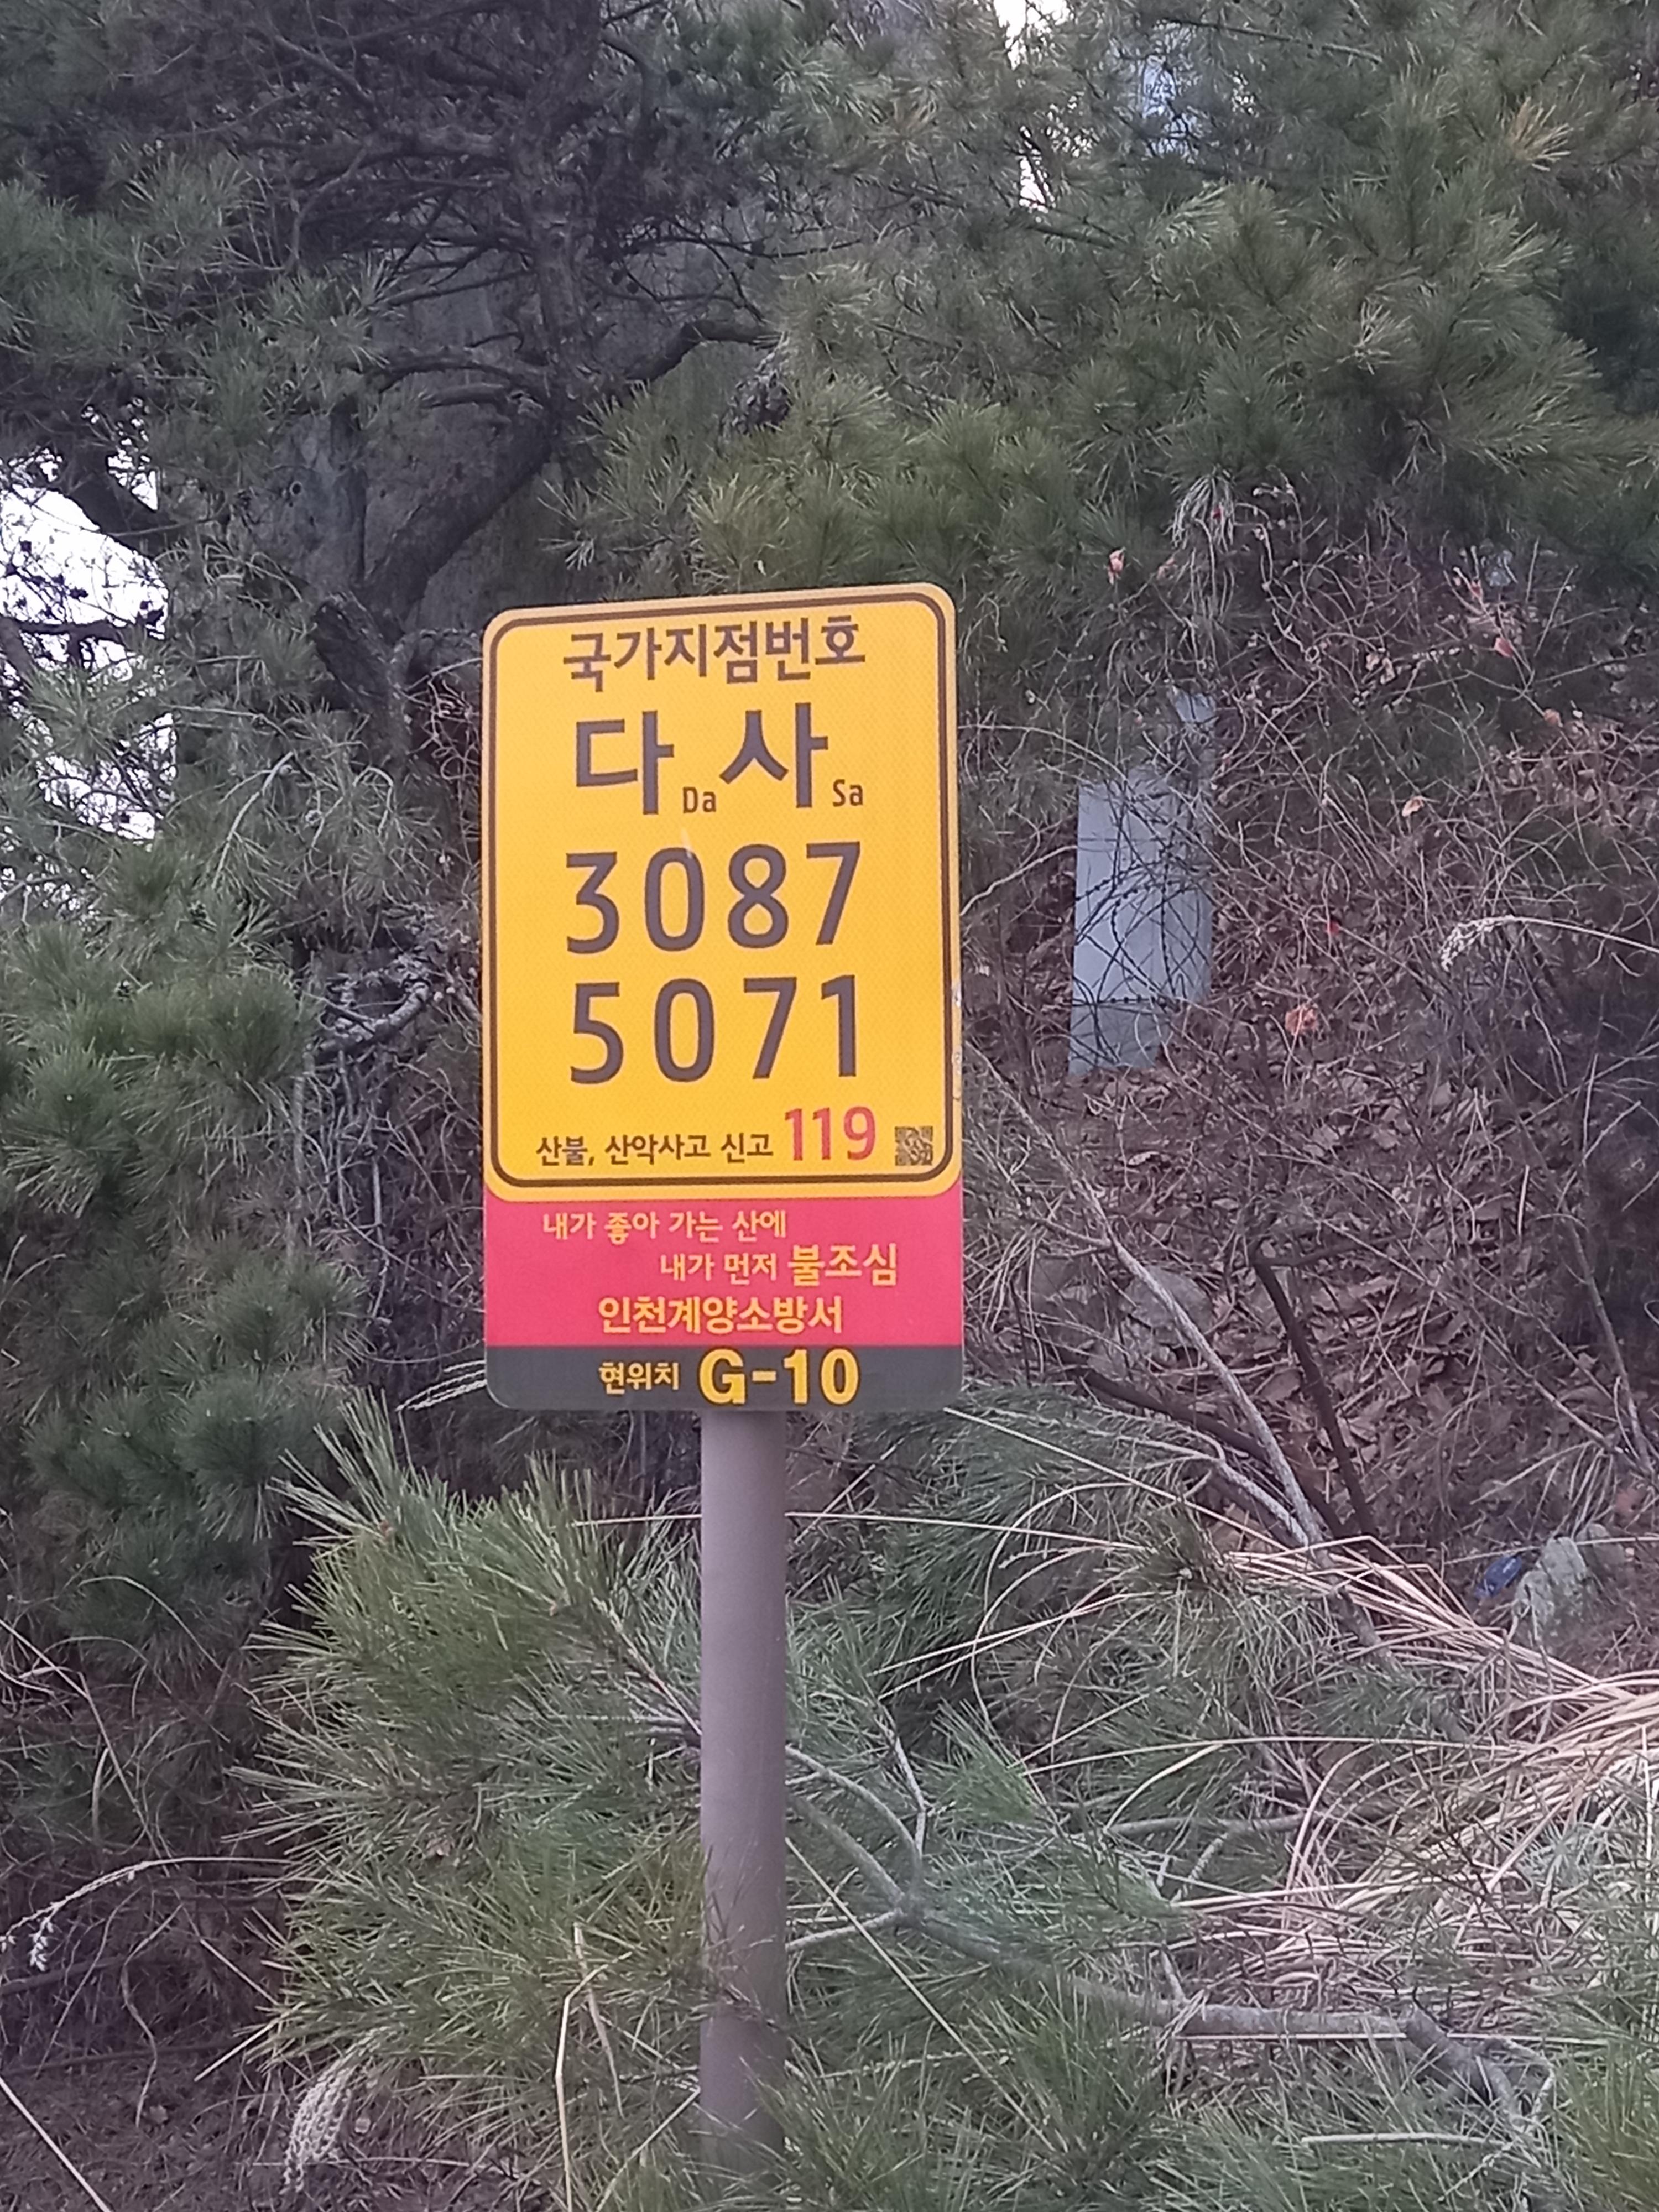 국가지점번호
다Da사Sa
3087
5071
산불, 산악사고 신고 119
내가 좋아 가는 산에
내가 먼저 불조심
인천계양소방서
현위치 G-10